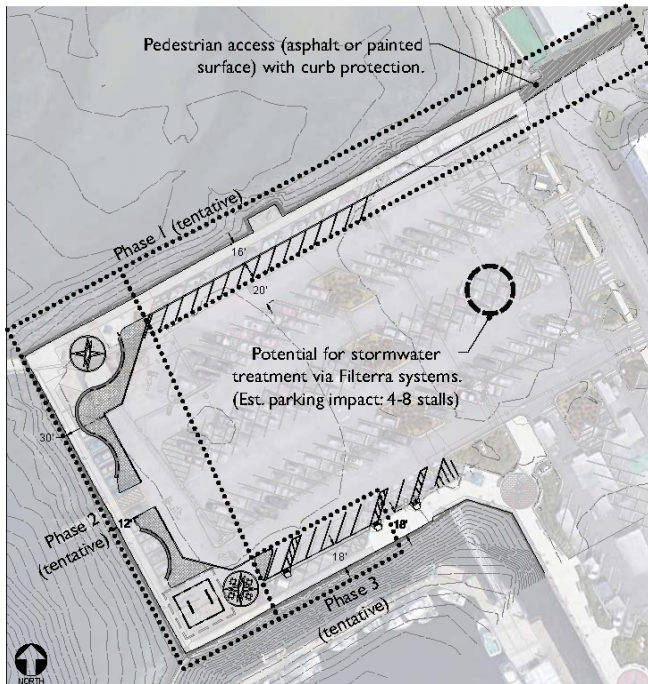 Pedestrian access (asphalt or painted
surface) with curb protection.
Phase 1 (tentative)
16'
20'
Potential for stormwater
treatment via Filterra systems.
(Est. parking impact: 4-8 stalls)
30'
Phase 2
(tentative)
12'
18'
18'
Phase 3
(tentative)
NORTH